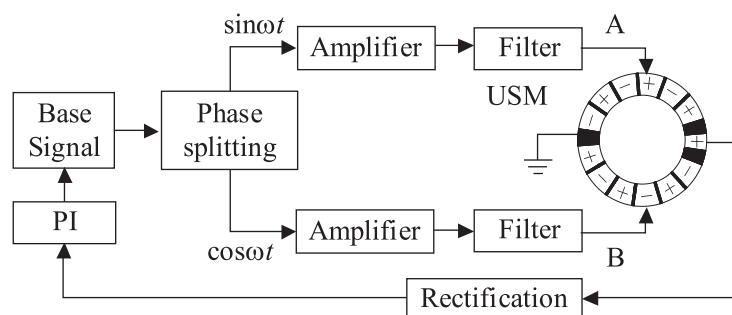 sinωt
Amplifier
Filter
A
USM
Base
Signal
Phase
splitting
PI
cosωt
Amplifier
Filter
B
Rectification
+ − + − + − + − + − + − + − +